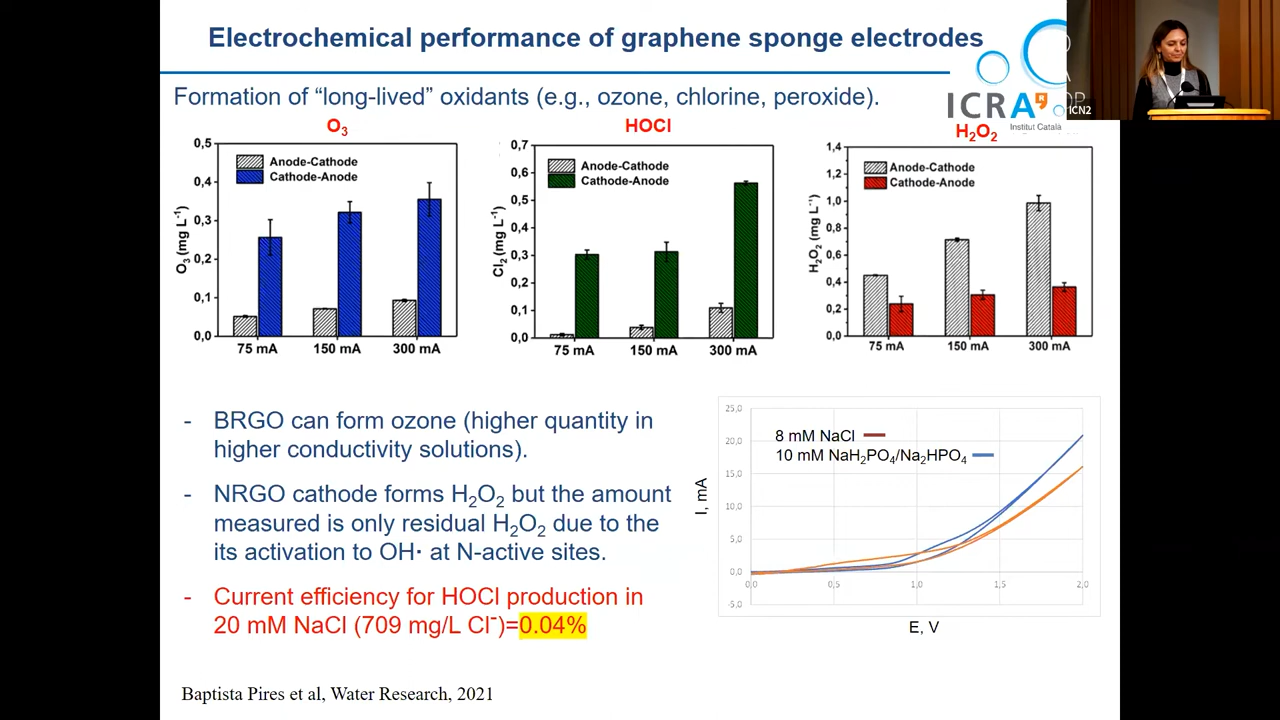 Electrochemical performance of graphene sponge electrodes
ICRA
Institut Català
1CN2
Formation of “long-lived” oxidants (e.g., ozone, chlorine, peroxide).
O₃
0,5
0,4
0,3
0,2
0,1
0,0
O₃ (mg L⁻¹)
Anode-Cathode
Cathode-Anode
75 mA
150 mA
300 mA
HOCl
0,7
0,6
0,5
0,4
0,3
0,2
0,1
0,0
Cl₂ (mg L⁻¹)
Anode-Cathode
Cathode-Anode
75 mA
150 mA
300 mA
H₂O₂
1,4
1,2
1,0
0,8
0,6
0,4
0,2
0,0
H₂O₂ (mg L⁻¹)
Anode-Cathode
Cathode-Anode
75 mA
150 mA
300 mA
- BRGO can form ozone (higher quantity in
higher conductivity solutions).
- NRGO cathode forms H₂O₂ but the amount
measured is only residual H₂O₂ due to the
its activation to OH· at N-active sites.
- Current efficiency for HOCl production in
20 mM NaCl (709 mg/L Cl⁻)=0.04%
25,0
20,0
15,0
10,0
5,0
0,0
-5,0
I, mA
8 mM NaCl
10 mM NaH₂PO₄/Na₂HPO₄
0,0
0,5
1,0
1,5
2,0
E, V
Baptista Pires et al, Water Research, 2021